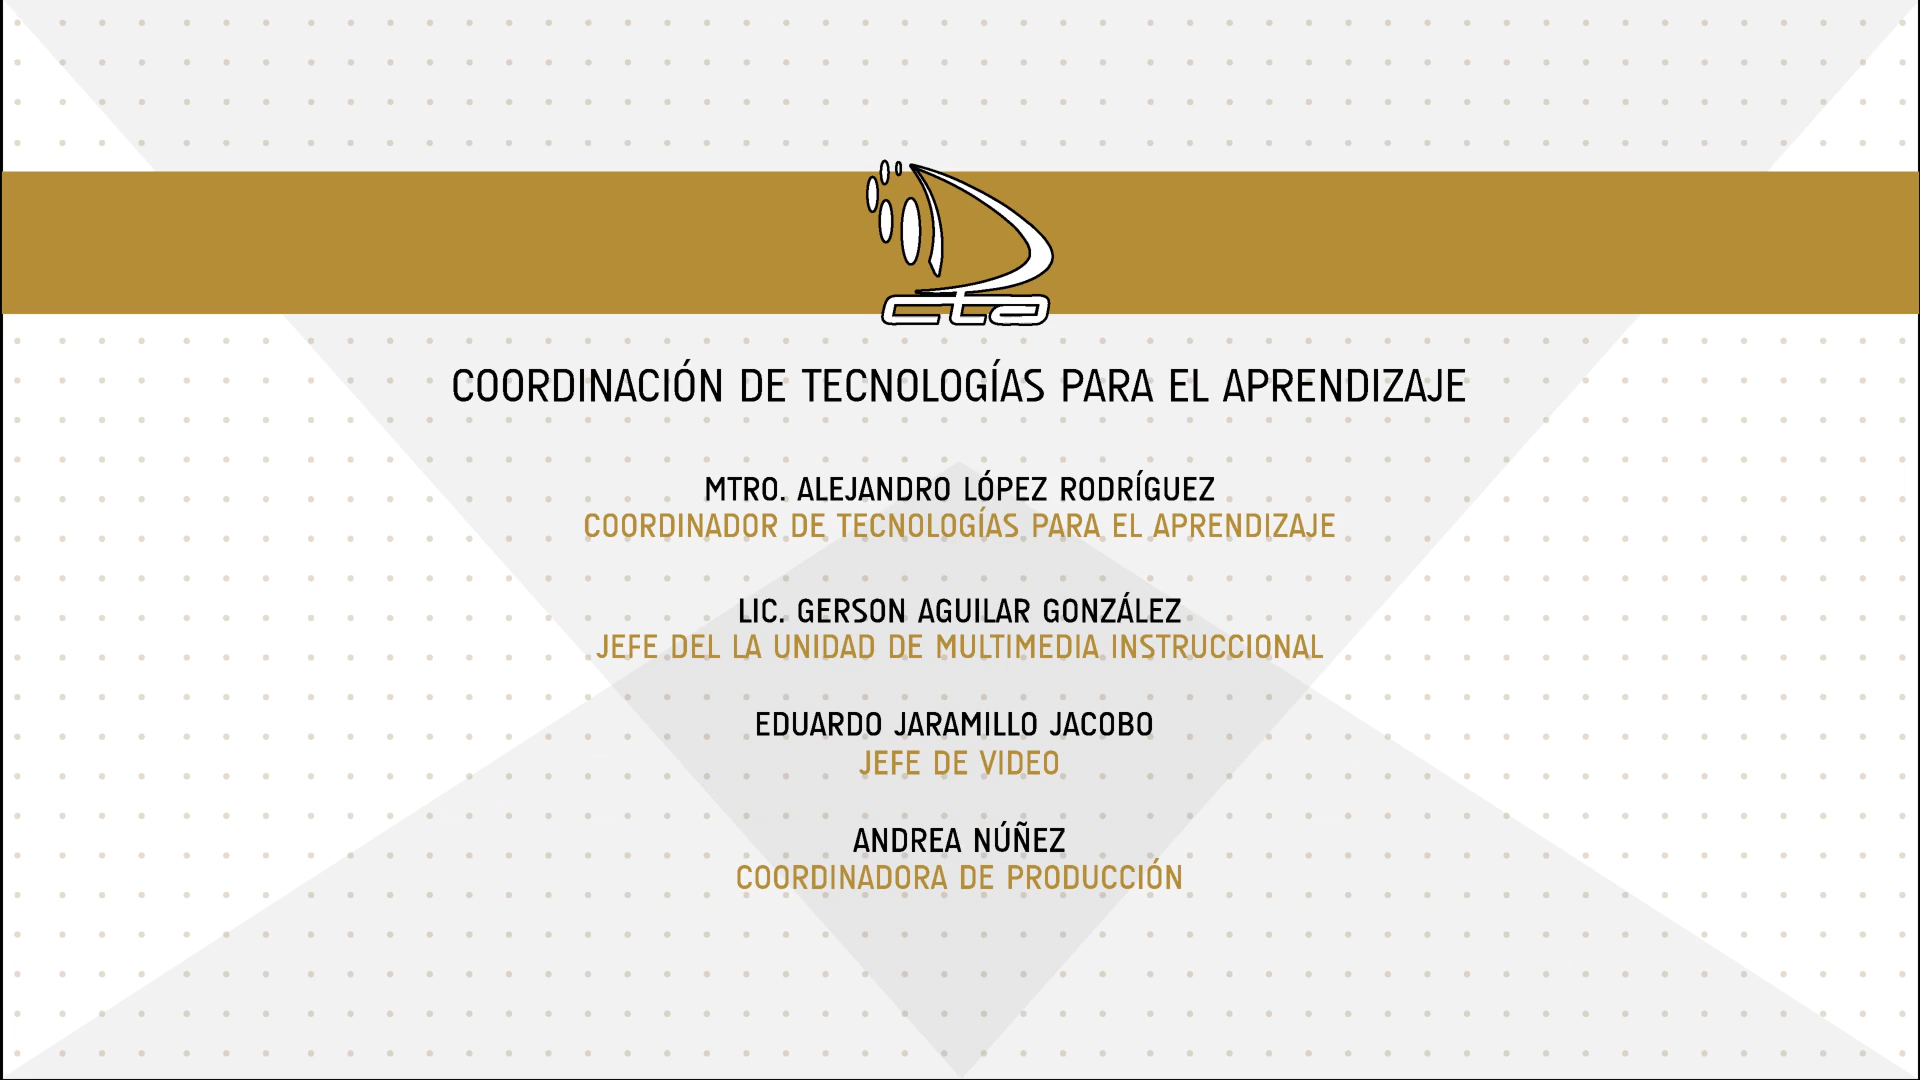 cta
COORDINACIÓN DE TECNOLOGÍAS PARA EL APRENDIZAJE
MTRO. ALEJANDRO LÓPEZ RODRÍGUEZ
COORDINADOR DE TECNOLOGÍAS PARA EL APRENDIZAJE
LIC. GERSON AGUILAR GONZÁLEZ
JEFE DEL LA UNIDAD DE MULTIMEDIA INSTRUCCIONAL
EDUARDO JARAMILLO JACOBO
JEFE DE VIDEO
ANDREA NÚÑEZ
COORDINADORA DE PRODUCCIÓN